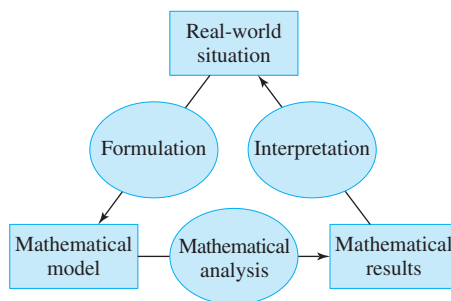 Real-world
situation
Formulation
Interpretation
Mathematical
model
Mathematical
analysis
Mathematical
results